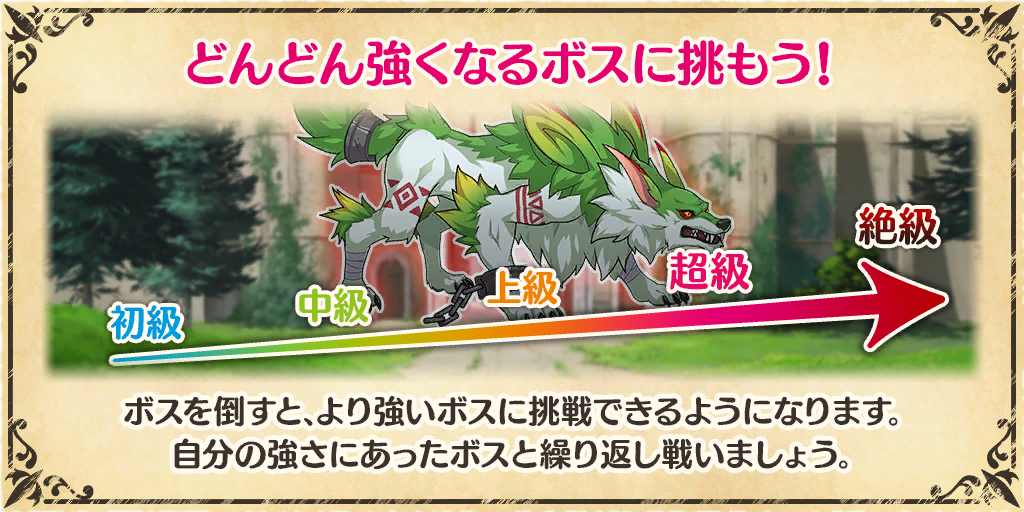 どんどん強くなるボスに挑もう!
初級
中級
上級
超級
絶級
ボスを倒すと、より強いボスに挑戦できるようになります。
自分の強さにあったボスと繰り返し戦いましょう。